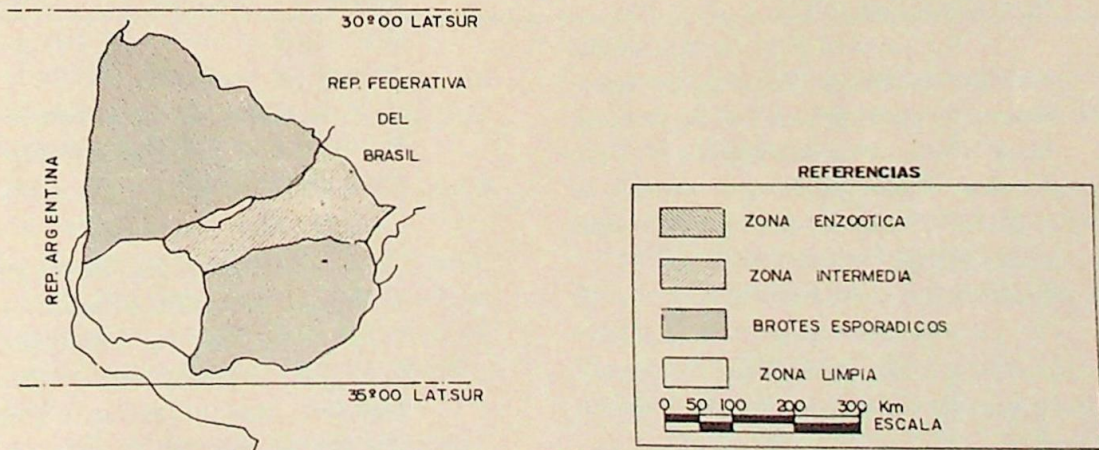 30º00 LAT.SUR
REP. FEDERATIVA
DEL
BRASIL
REP. ARGENTINA
35º00 LAT.SUR
REFERENCIAS
ZONA ENZOOTICA
ZONA INTERMEDIA
BROTES ESPORADICOS
ZONA LIMPIA
0 50 100 200 300 Km
ESCALA